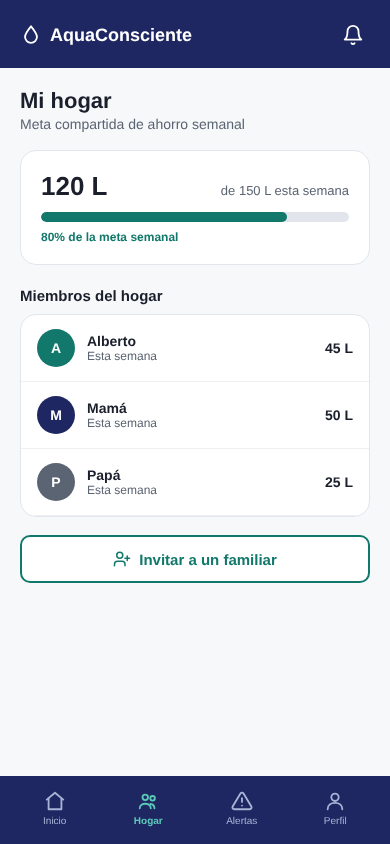 AquaConsciente
Mi hogar
Meta compartida de ahorro semanal
120 L
de 150 L esta semana
80% de la meta semanal
Miembros del hogar
A
Alberto
Esta semana
45 L
M
Mamá
Esta semana
50 L
P
Papá
Esta semana
25 L
Invitar a un familiar
Inicio
Hogar
Alertas
Perfil